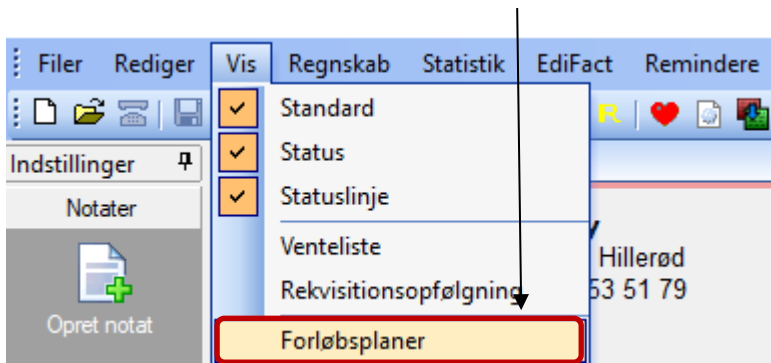 Filer Rediger Vis Regnskab Statistik EdiFact Remindere
R
Indstillinger
Standard
Notater
Status
Statuslinje
Venteliste
Hillerød
Rekvisitionsopfølgning
53 51 79
Opret notat
Forløbsplaner